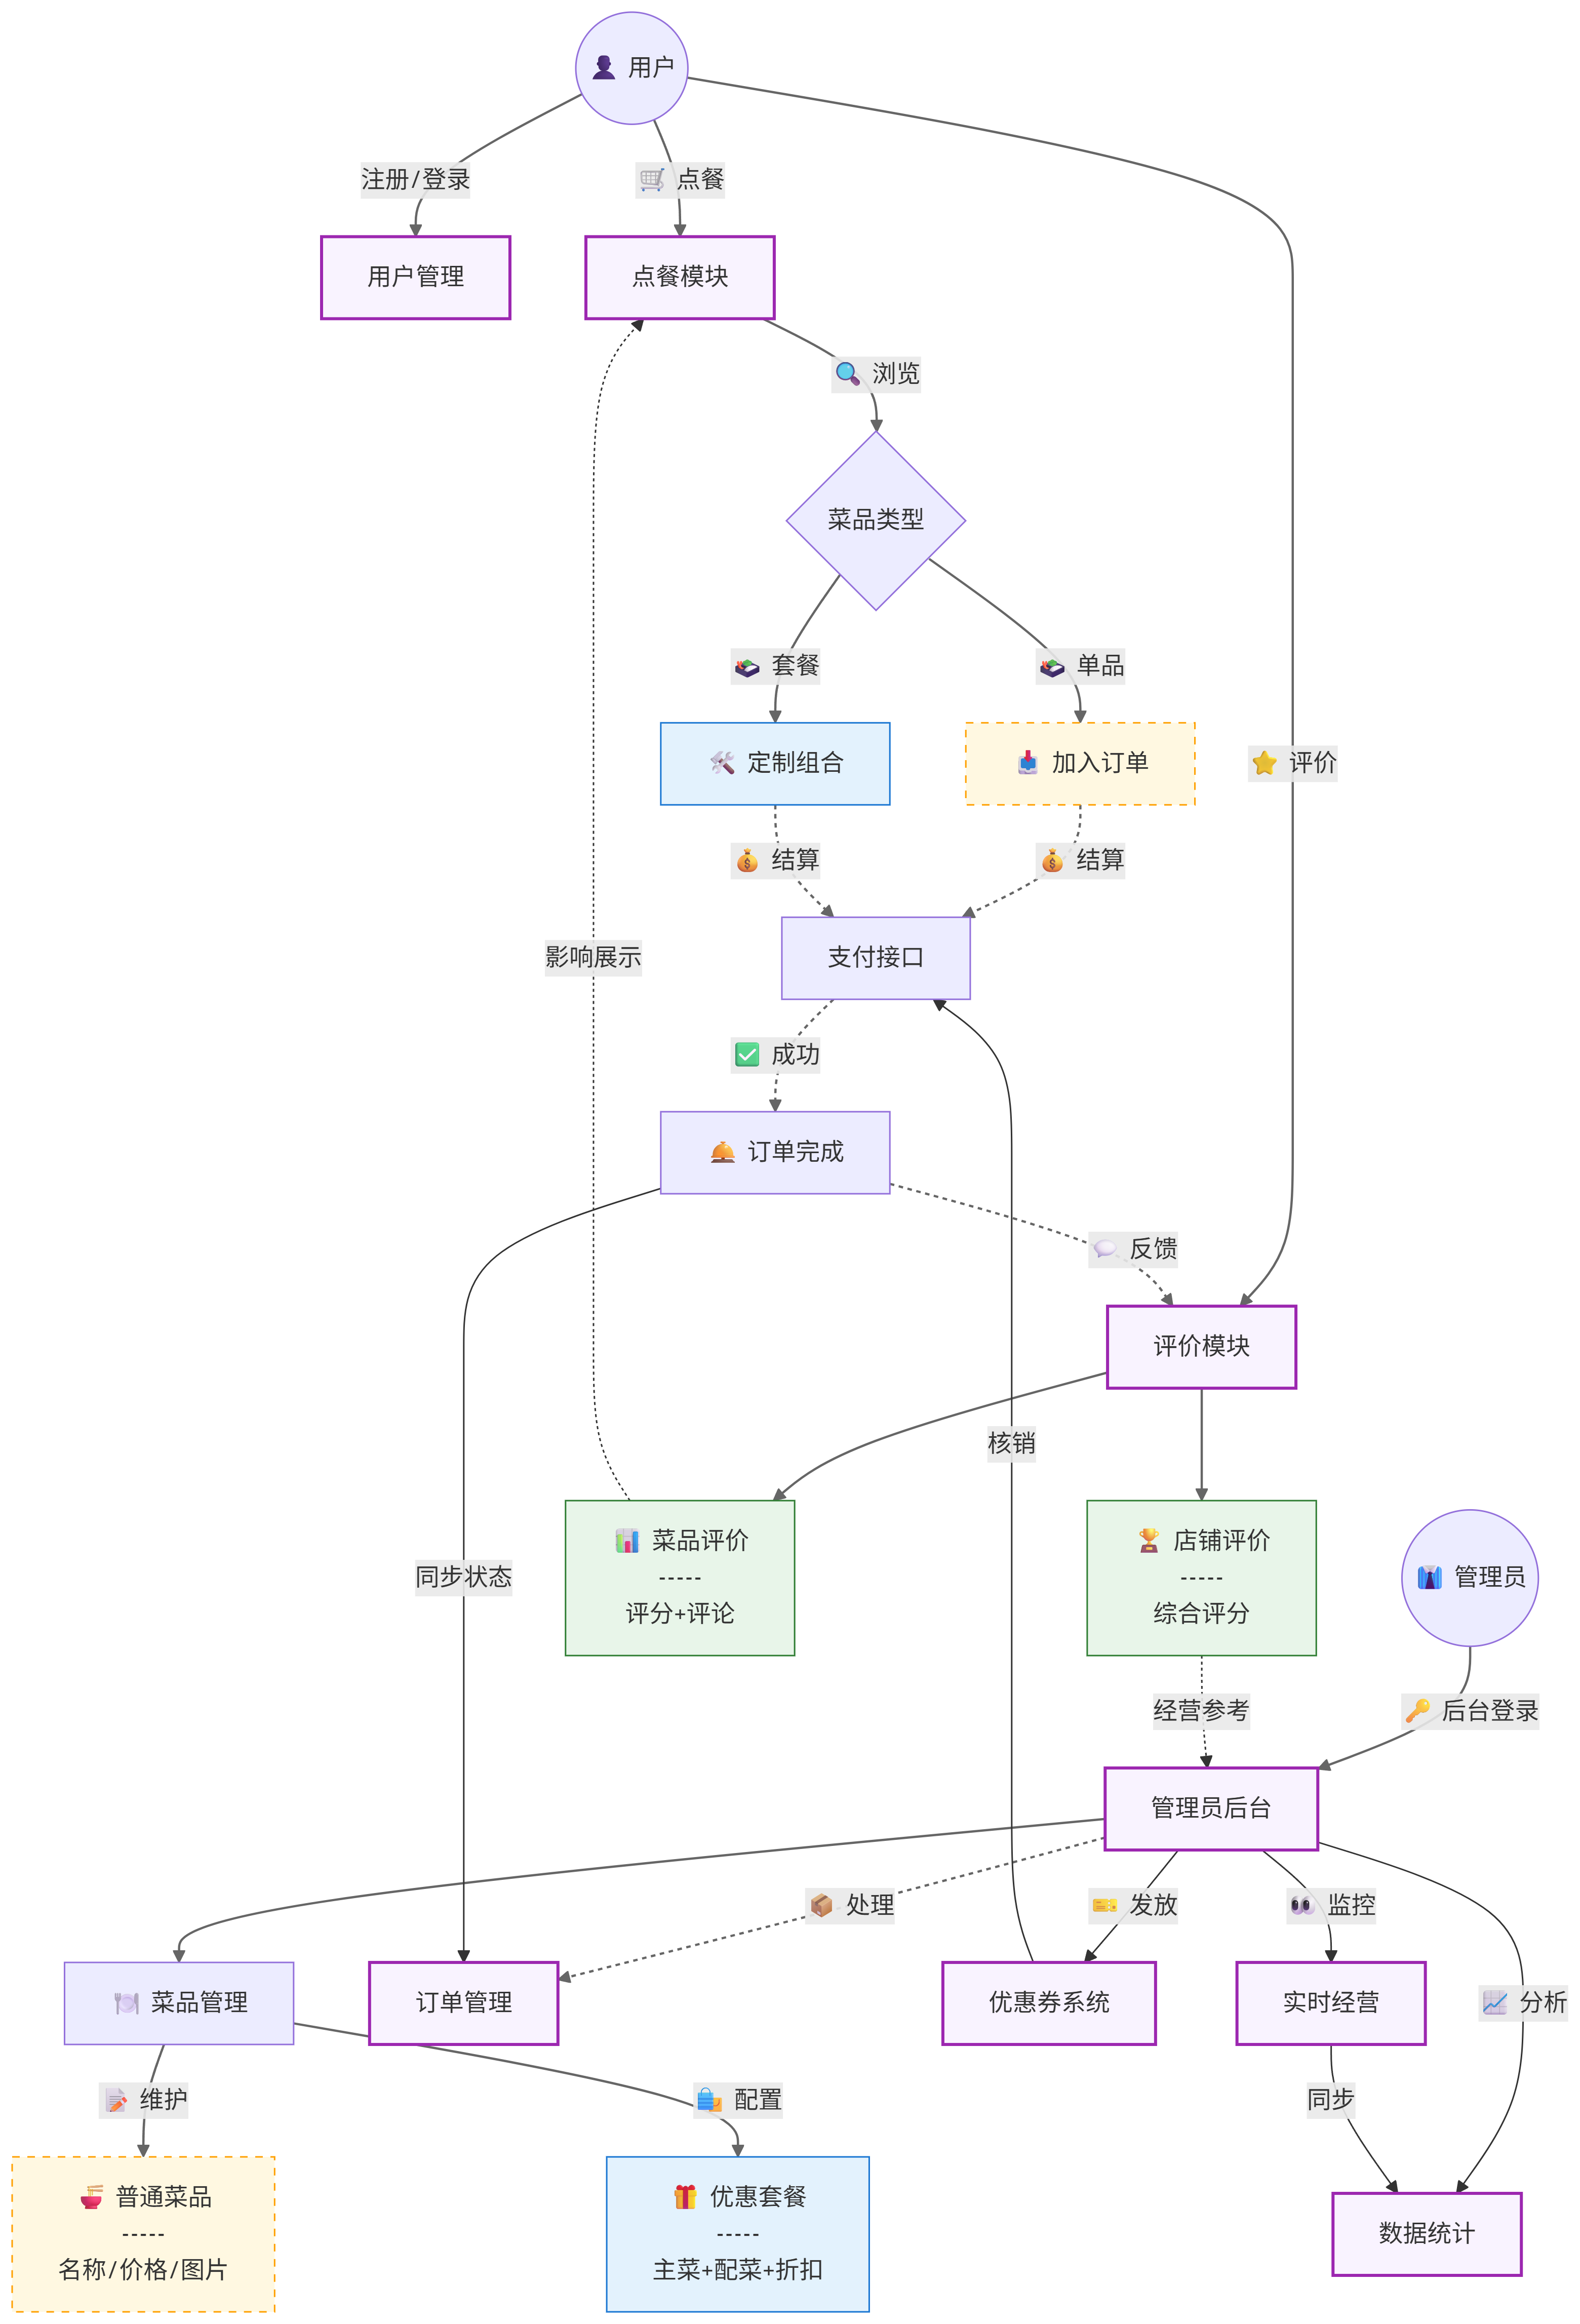 👤 用户
注册/登录
🛒 点餐
用户管理
点餐模块
🔍 浏览
菜品类型
🍱 套餐
🍱 单品
🛠️ 定制组合
📥 加入订单
⭐ 评价
💰 结算
💰 结算
影响展示
支付接口
✅ 成功
🛎️ 订单完成
💬 反馈
评价模块
核销
📊 菜品评价
-----
评分+评论
🏆 店铺评价
-----
综合评分
同步状态
👔 管理员
经营参考
🔑 后台登录
管理员后台
📦 处理
🎫 发放
👀 监控
🍽️ 菜品管理
订单管理
优惠券系统
实时经营
📈 分析
📝 维护
🛍️ 配置
同步
🍜 普通菜品
-----
名称/价格/图片
🎁 优惠套餐
-----
主菜+配菜+折扣
数据统计